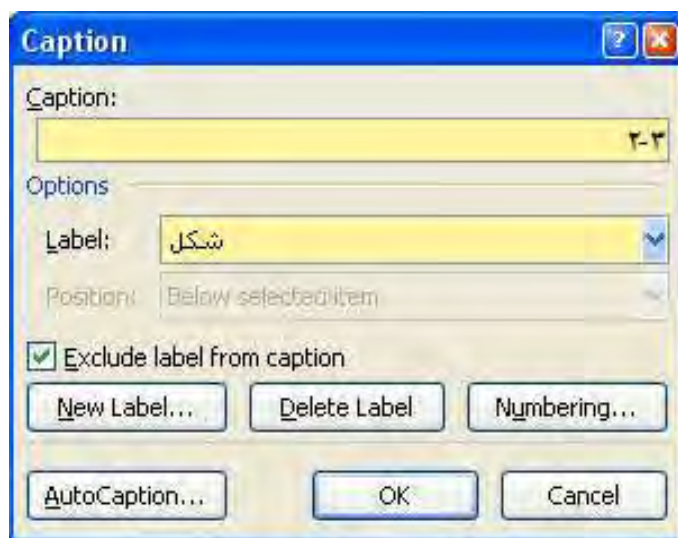 Caption
Caption:
۲-۳
Options
Label:
شکل
Position:
Below selected item
Exclude label from caption
New Label...
Delete Label
Numbering...
AutoCaption...
OK
Cancel